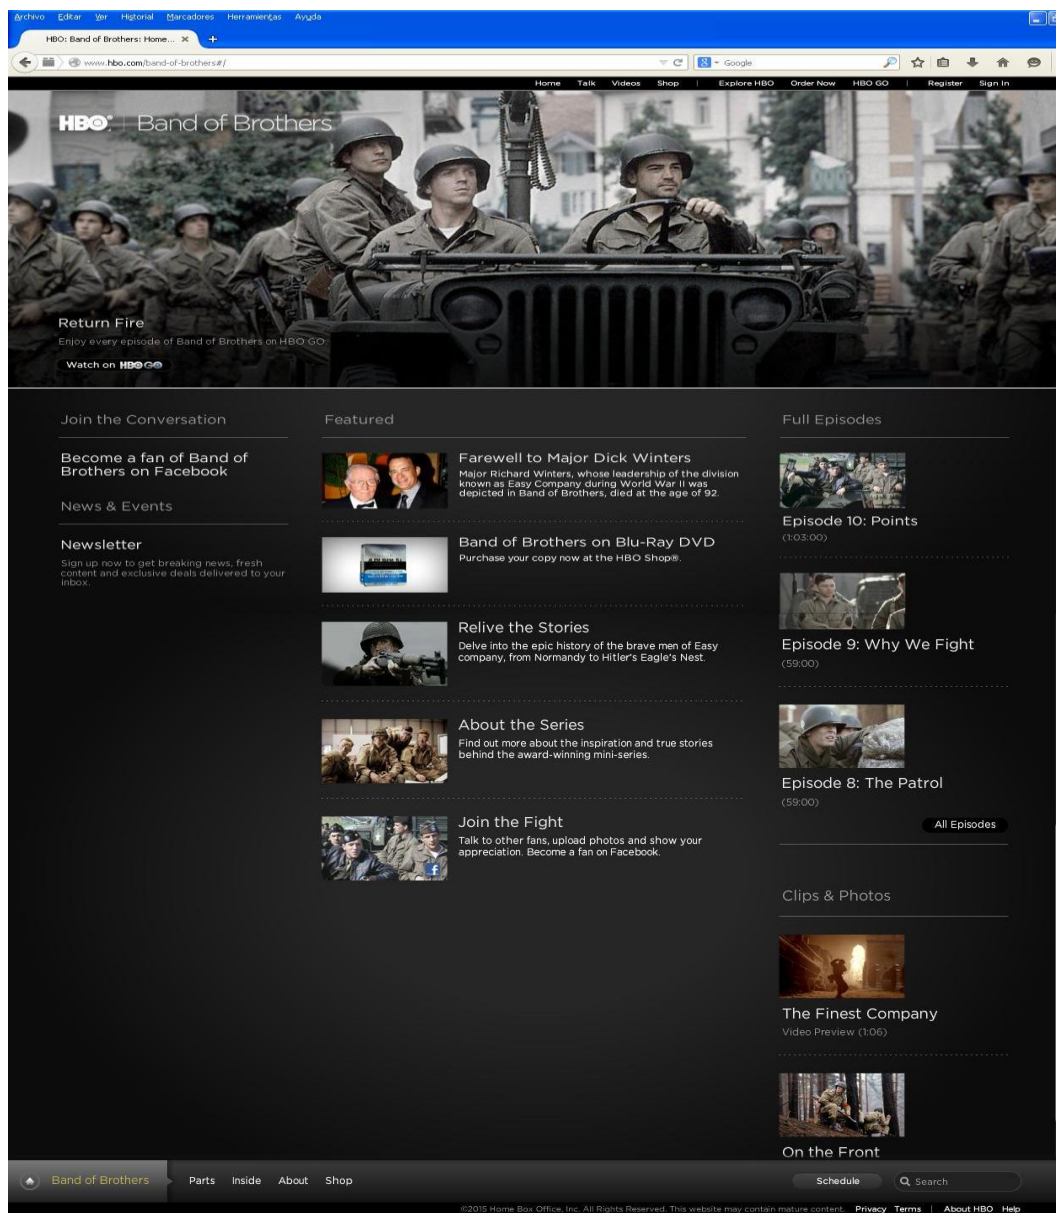 Archivo Editar Ver Historial Marcadores Herramientas Ayuda
HBO: Band of Brothers: Home... × +
www.hbo.com/band-of-brothers#/
Google
Home Talk Videos Shop | Explore HBO Order Now HBO GO | Register Sign In
HBO® | Band of Brothers
Return Fire
Enjoy every episode of Band of Brothers on HBO GO.
Watch on HBO GO
Join the Conversation
Become a fan of Band of
Brothers on Facebook
News & Events
Newsletter
Sign up now to get breaking news, fresh
content and exclusive deals delivered to your
inbox.
Featured
Farewell to Major Dick Winters
Major Richard Winters, whose leadership of the division
known as Easy Company during World War II was
depicted in Band of Brothers, died at the age of 92.
Band of Brothers on Blu-Ray DVD
Purchase your copy now at the HBO Shop®.
Relive the Stories
Delve into the epic history of the brave men of Easy
company, from Normandy to Hitler's Eagle's Nest.
About the Series
Find out more about the inspiration and true stories
behind the award-winning mini-series.
Join the Fight
Talk to other fans, upload photos and show your
appreciation. Become a fan on Facebook.
f
Full Episodes
Episode 10: Points
(1:03:00)
Episode 9: Why We Fight
(59:00)
Episode 8: The Patrol
(59:00)
All Episodes
Clips & Photos
The Finest Company
Video Preview (1:06)
On the Front
Band of Brothers Parts Inside About Shop
Schedule Search
©2015 Home Box Office, Inc. All Rights Reserved. This website may contain mature content. Privacy Terms | About HBO Help